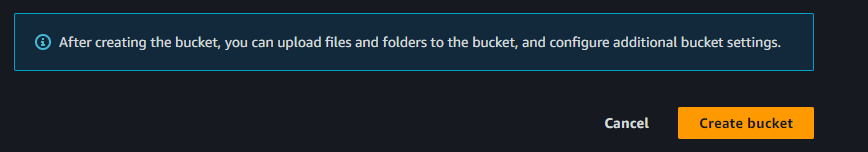 After creating the bucket, you can upload files and folders to the bucket, and configure additional bucket settings.
Cancel
Create bucket